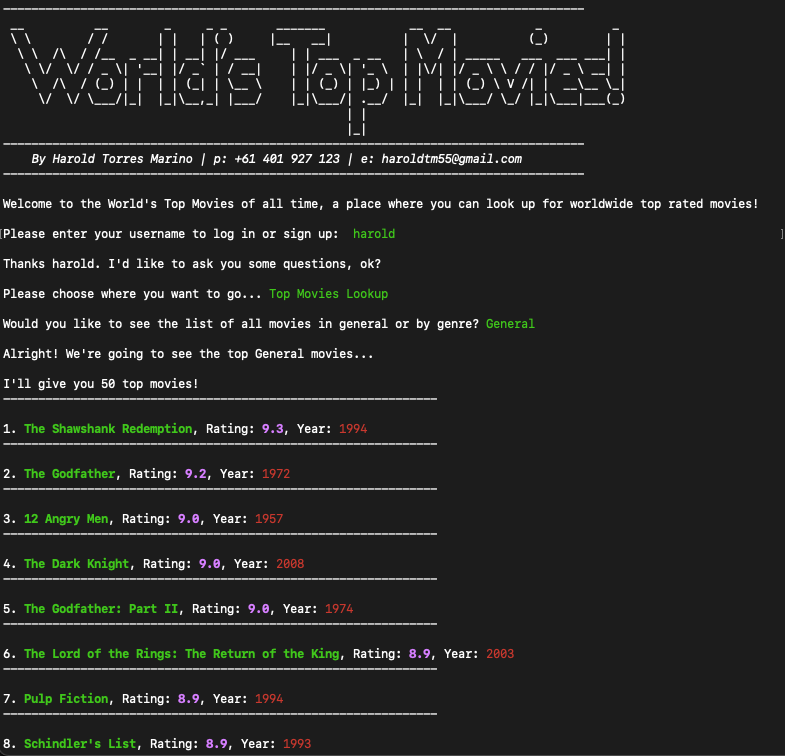 World's Top Movies!
By Harold Torres Marino | p: +61 401 927 123 | e: haroldtm55@gmail.com
Welcome to the World's Top Movies of all time, a place where you can look up for worldwide top rated movies!
[Please enter your username to log in or sign up:  harold ]
Thanks harold. I'd like to ask you some questions, ok?
Please choose where you want to go... Top Movies Lookup
Would you like to see the list of all movies in general or by genre? General
Alright! We're going to see the top General movies...
I'll give you 50 top movies!
1. The Shawshank Redemption, Rating: 9.3, Year: 1994
2. The Godfather, Rating: 9.2, Year: 1972
3. 12 Angry Men, Rating: 9.0, Year: 1957
4. The Dark Knight, Rating: 9.0, Year: 2008
5. The Godfather: Part II, Rating: 9.0, Year: 1974
6. The Lord of the Rings: The Return of the King, Rating: 8.9, Year: 2003
7. Pulp Fiction, Rating: 8.9, Year: 1994
8. Schindler's List, Rating: 8.9, Year: 1993